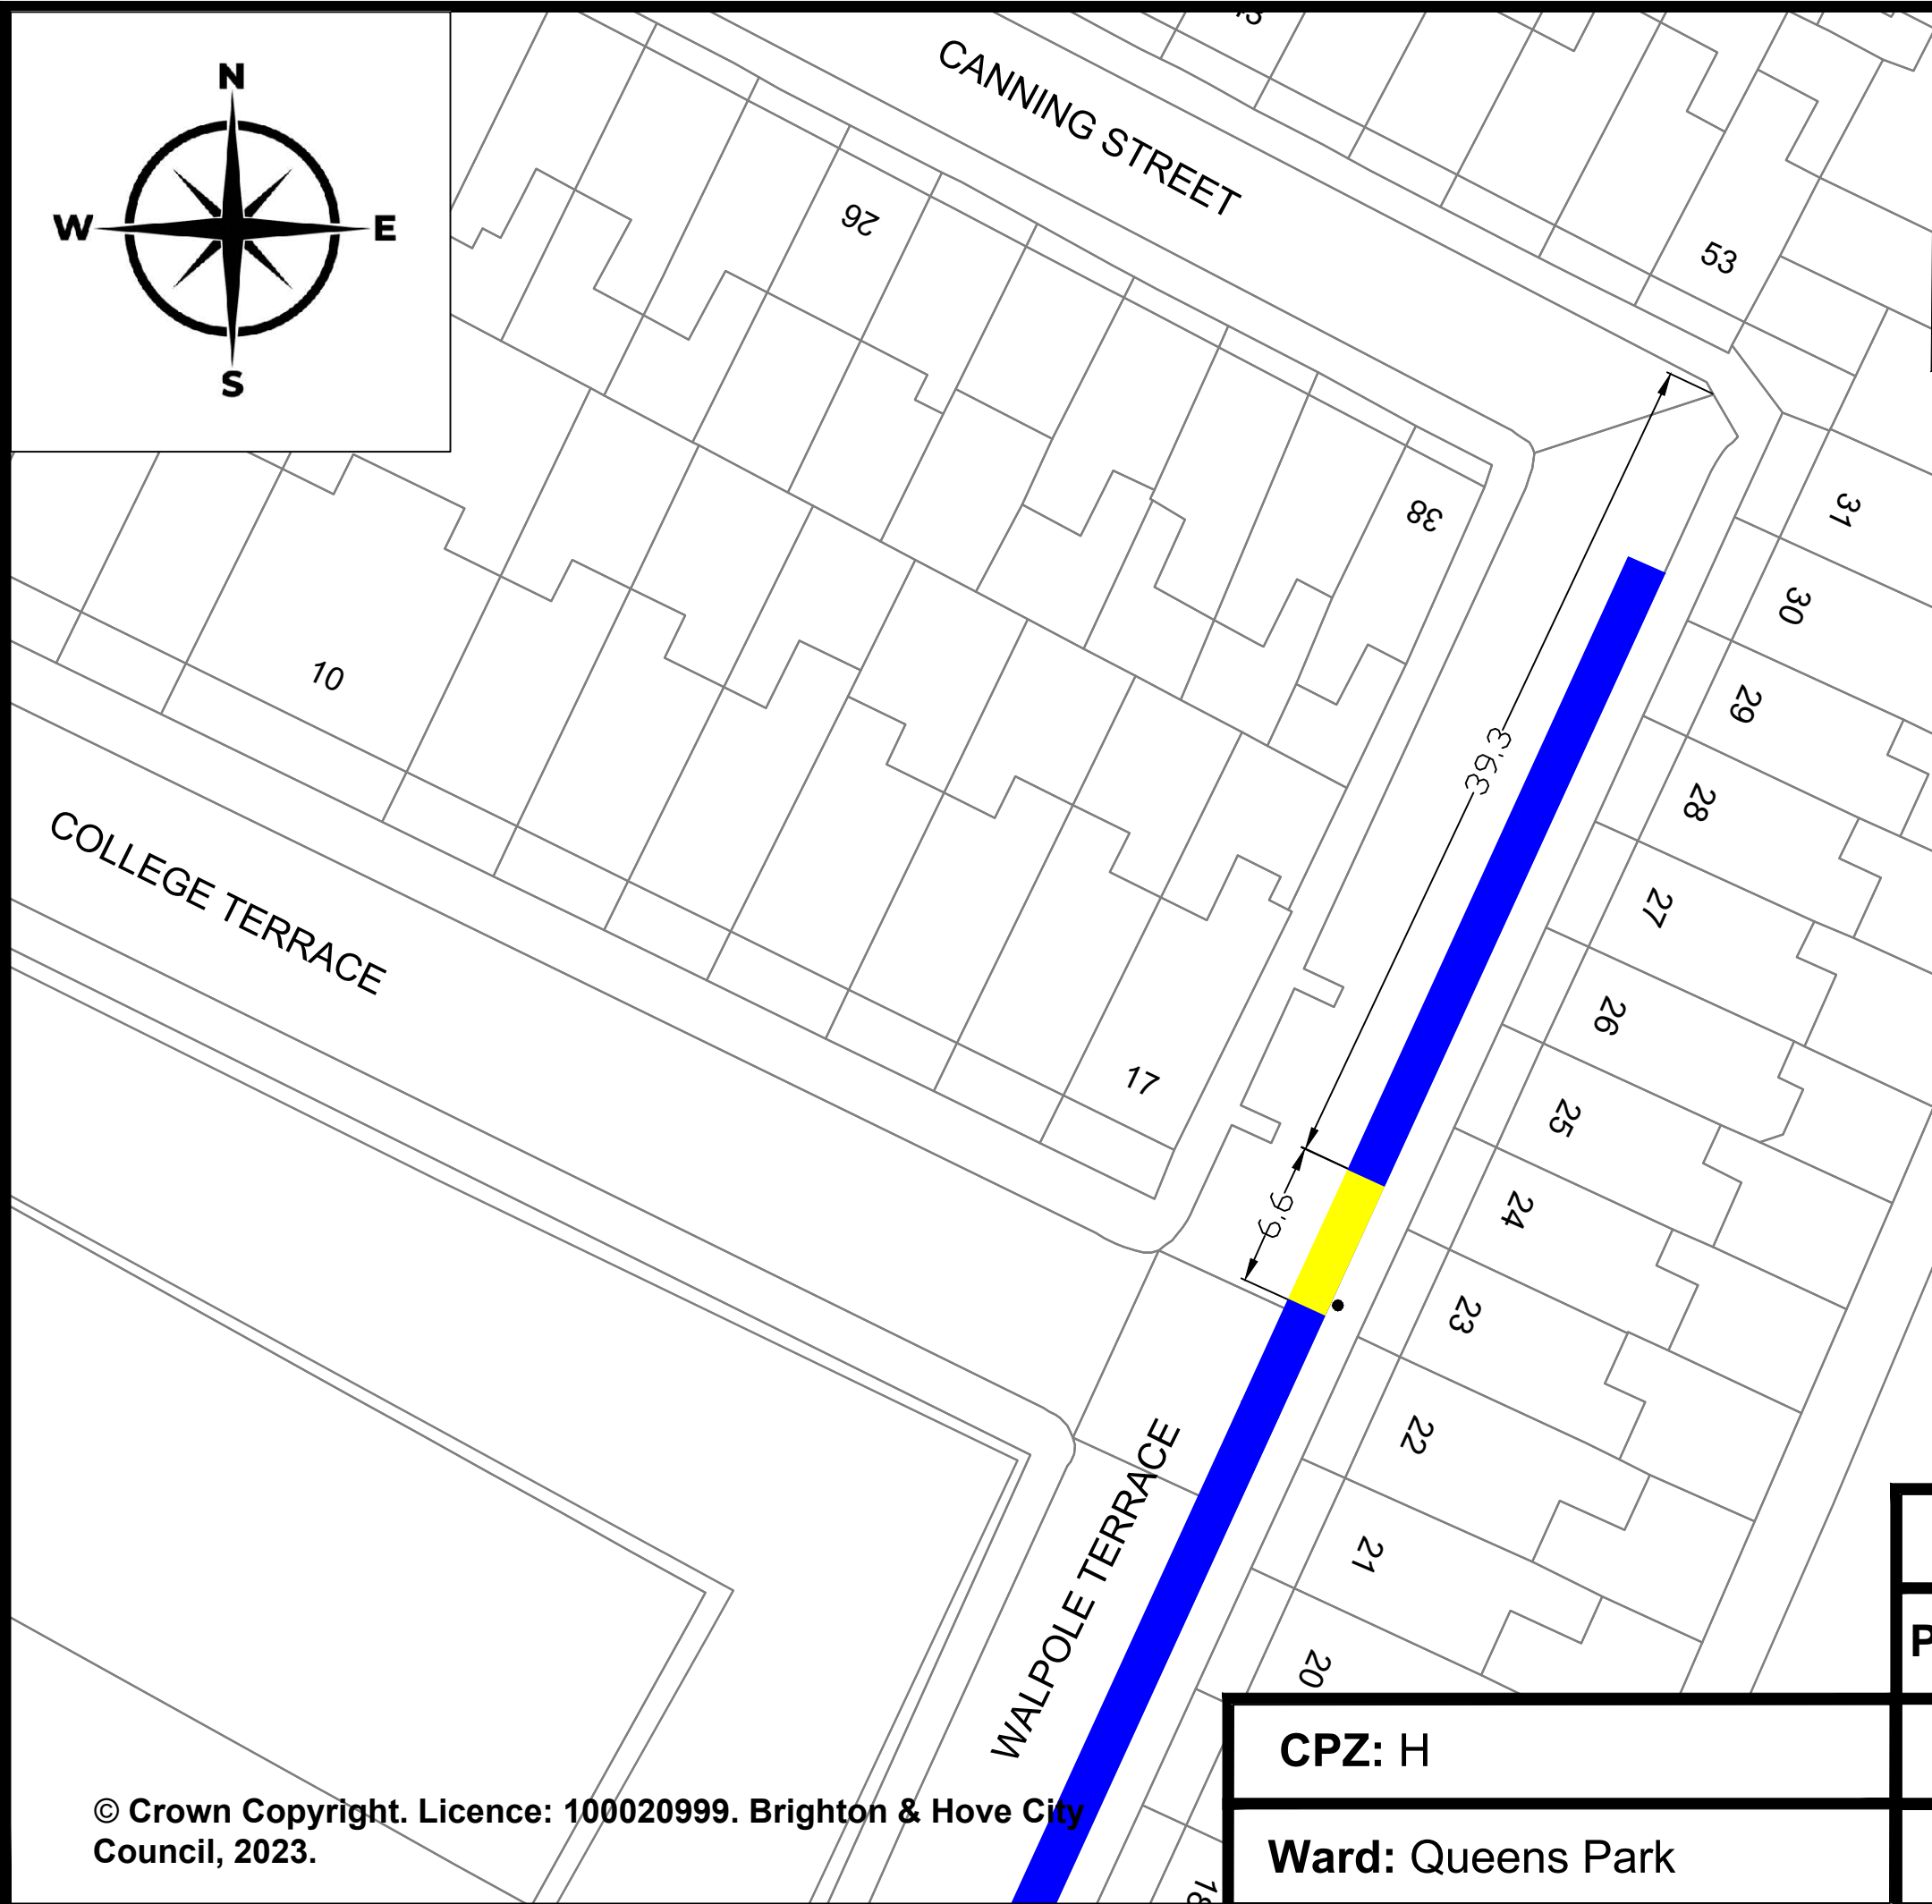 N
W E
S
CANNING STREET
26
53
38
31
30
29
28
27
26
25
24
23
22
21
20
10
17
39.3
6.6
COLLEGE TERRACE
WALPOLE TERRACE
CPZ: H
Ward: Queens Park
© Crown Copyright. Licence: 100020999. Brighton & Hove City
Council, 2023.